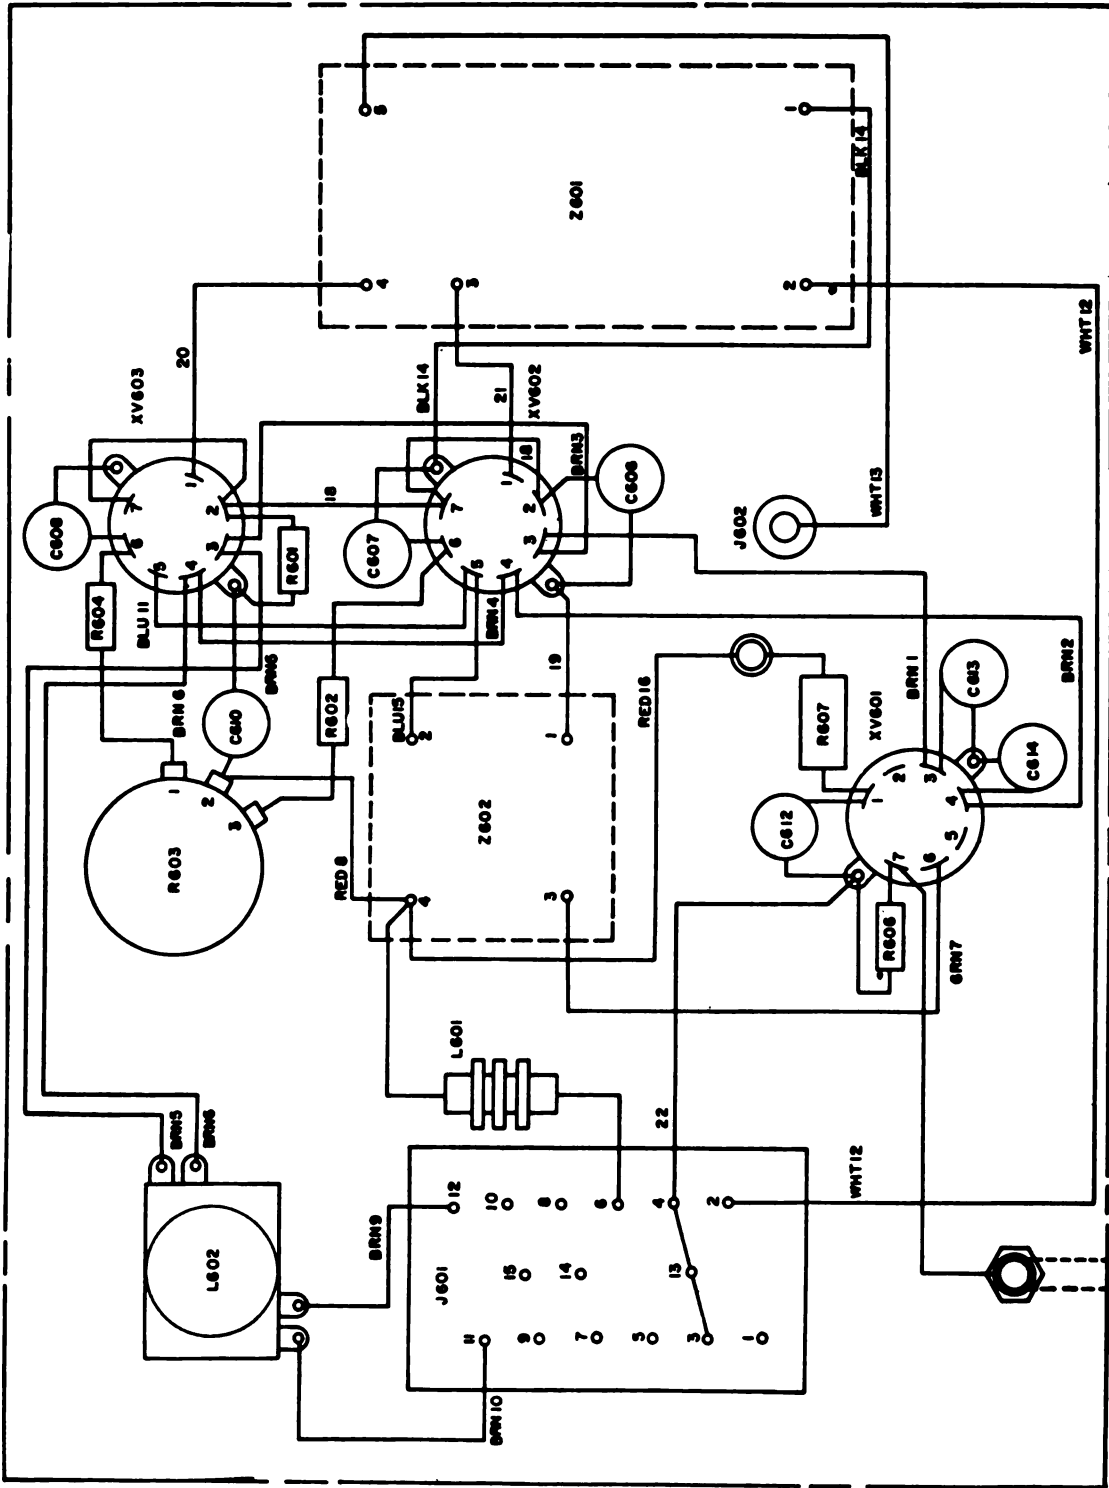 L602
BRN5
BRN6
BRN9
BRN10
J601
12
10
8
6
4
2
15
14
13
11
9
7
5
3
1
22
WHT12
L601
R603
1
2
3
RED8
BRN6
BRN5
C610
R604
BLU11
C608
XV603
1
2
3
4
5
6
7
R601
18
20
R602
BLU15
Z602
2
1
4
3
C607
BLK14
XV602
1
2
3
4
5
6
7
18
21
BRN3
BRN4
C606
19
RED16
Z601
5
1
4
3
2
BLK14
WHT13
J602
R607
XV601
BRN1
C613
BRN2
C614
C612
1
2
3
4
5
6
7
R606
GRN7
WHT12